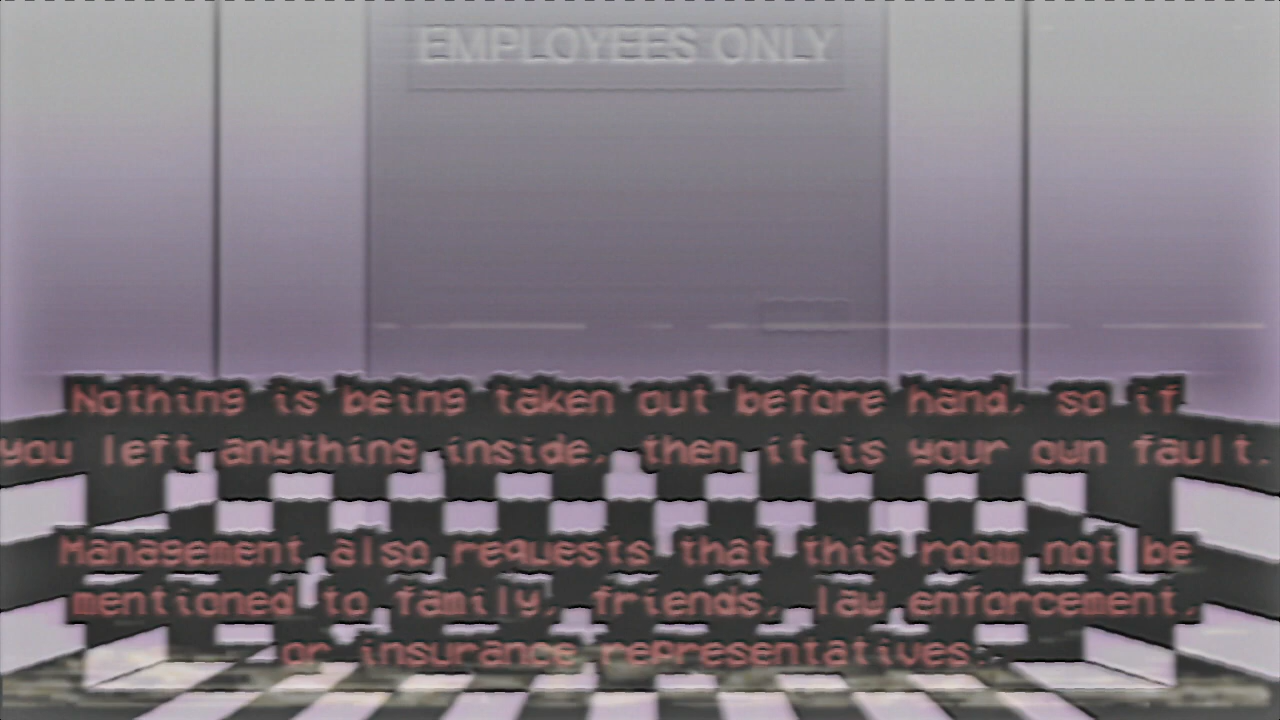 EMPLOYEES ONLY
Nothing is being taken out before hand, so if
you left anything inside, then it is your own fault.
Management also requests that this room not be
mentioned to family, friends, law enforcement,
or insurance representatives.